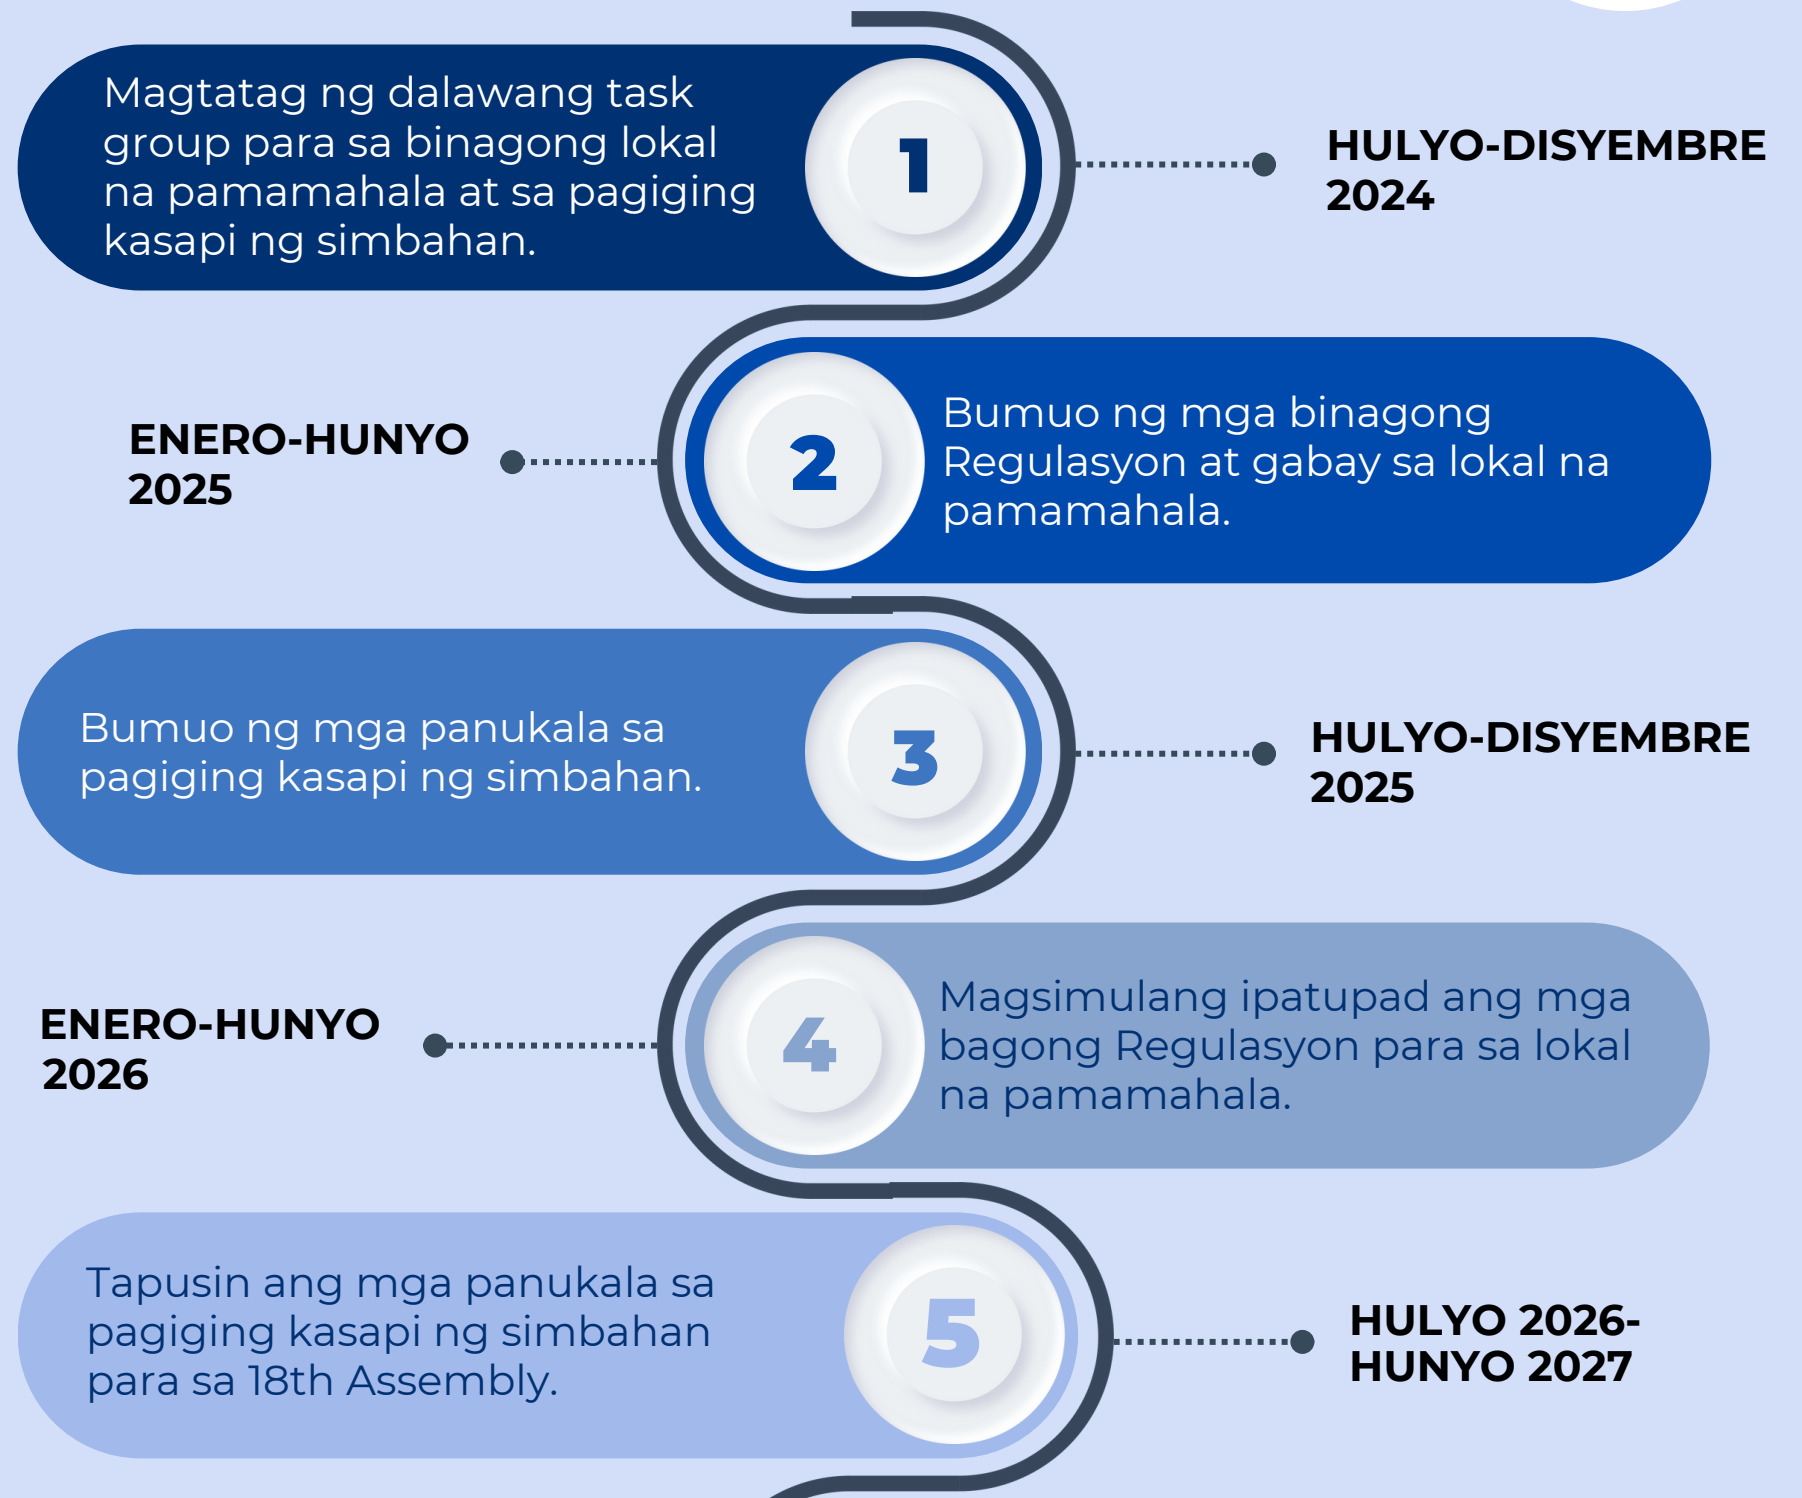 Magtatag ng dalawang task
group para sa binagong lokal
na pamamahala at sa pagiging
kasapi ng simbahan.
1
HULYO-DISYEMBRE
2024
ENERO-HUNYO
2025
2
Bumuo ng mga binagong
Regulasyon at gabay sa lokal na
pamamahala.
Bumuo ng mga panukala sa
pagiging kasapi ng simbahan.
3
HULYO-DISYEMBRE
2025
ENERO-HUNYO
2026
4
Magsimulang ipatupad ang mga
bagong Regulasyon para sa lokal
na pamamahala.
Tapusin ang mga panukala sa
pagiging kasapi ng simbahan
para sa 18th Assembly.
5
HULYO 2026-
HUNYO 2027